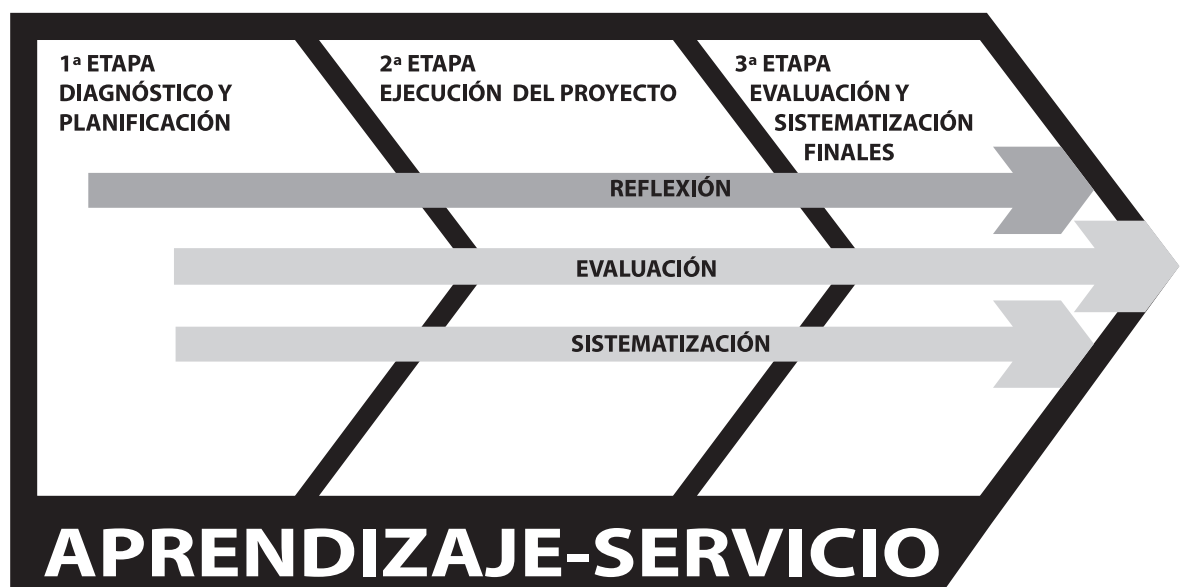 1ª ETAPA
DIAGNÓSTICO Y
PLANIFICACIÓN
2ª ETAPA
EJECUCIÓN DEL PROYECTO
3ª ETAPA
EVALUACIÓN Y
SISTEMATIZACIÓN
FINALES
REFLEXIÓN
EVALUACIÓN
SISTEMATIZACIÓN
APRENDIZAJE-SERVICIO